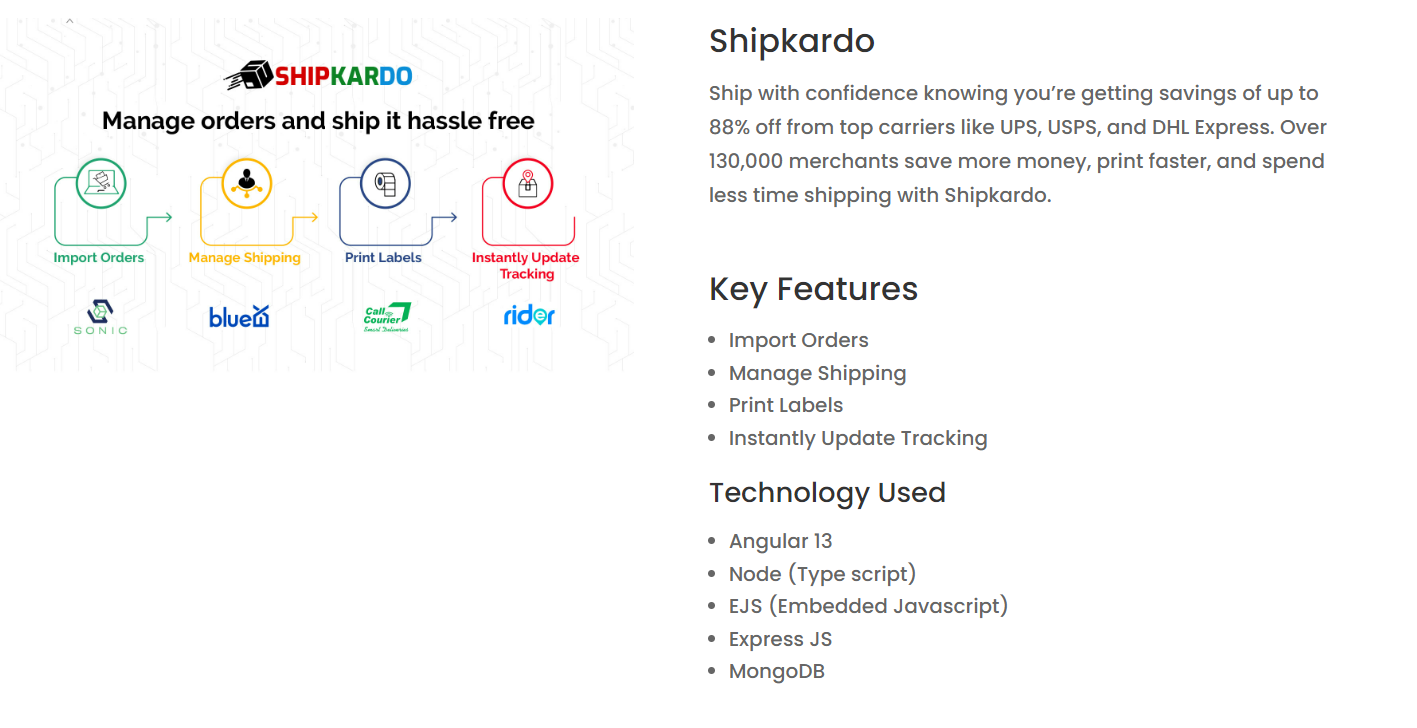 SHIPKARDO
Manage orders and ship it hassle free
Import Orders
Manage Shipping
Print Labels
Instantly Update
Tracking
SONIC
blueEX
Call
Courier
Smart Deliveries
rider
Shipkardo
Ship with confidence knowing you’re getting savings of up to
88% off from top carriers like UPS, USPS, and DHL Express. Over
130,000 merchants save more money, print faster, and spend
less time shipping with Shipkardo.
Key Features
• Import Orders
• Manage Shipping
• Print Labels
• Instantly Update Tracking
Technology Used
• Angular 13
• Node (Type script)
• EJS (Embedded Javascript)
• Express JS
• MongoDB